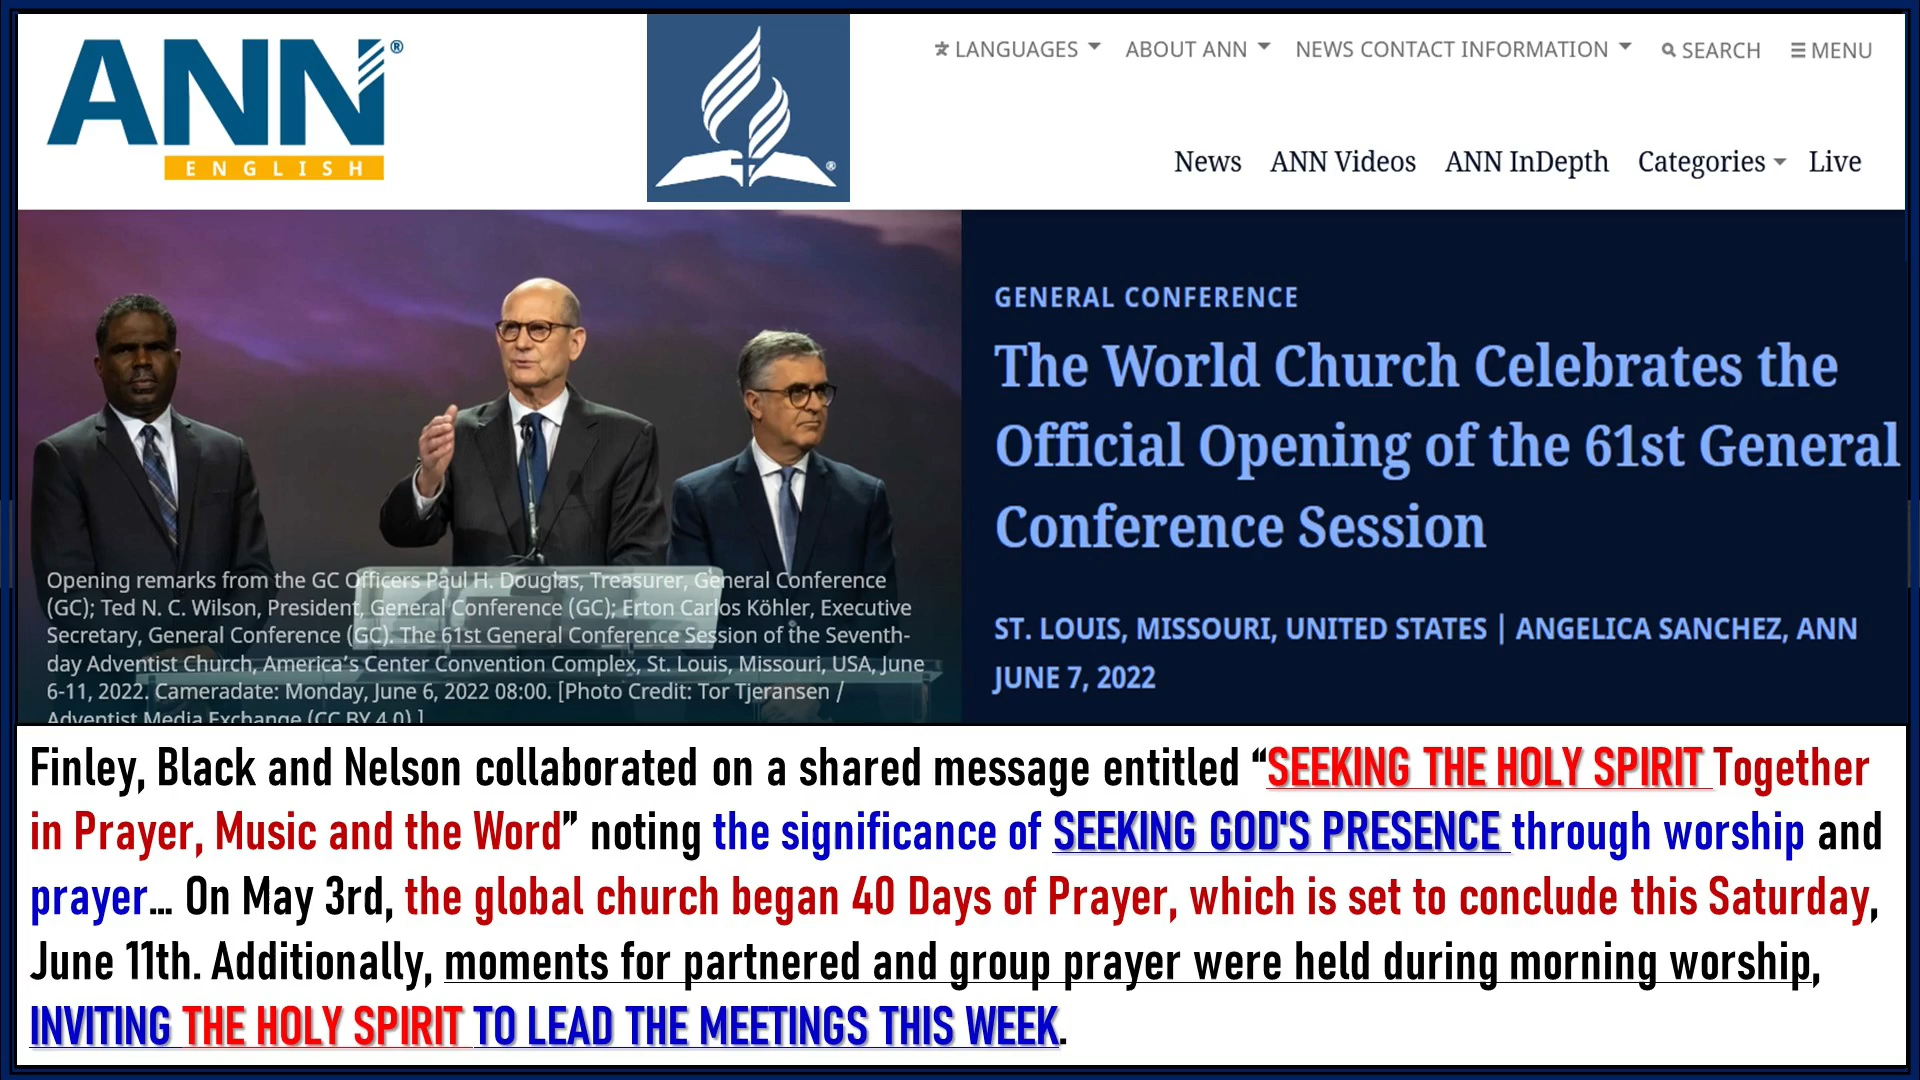 ANN®
ENGLISH
®
LANGUAGES
ABOUT ANN
NEWS CONTACT INFORMATION
SEARCH
MENU
News
ANN Videos
ANN InDepth
Categories
Live
Opening remarks from the GC Officers Paul H. Douglas, Treasurer, General Conference
(GC); Ted N. C. Wilson, President, General Conference (GC); Erton Carlos Köhler, Executive
Secretary, General Conference (GC). The 61st General Conference Session of the Seventh-
day Adventist Church, America’s Center Convention Complex, St. Louis, Missouri, USA, June
6-11, 2022. Cameradate: Monday, June 6, 2022 08:00. [Photo Credit: Tor Tjeransen /
Adventist Media Exchange (CC BY 4.0).]
GENERAL CONFERENCE
The World Church Celebrates the
Official Opening of the 61st General
Conference Session
ST. LOUIS, MISSOURI, UNITED STATES | ANGELICA SANCHEZ, ANN
JUNE 7, 2022
Finley, Black and Nelson collaborated on a shared message entitled “SEEKING THE HOLY SPIRIT Together
in Prayer, Music and the Word” noting the significance of SEEKING GOD'S PRESENCE through worship and
prayer… On May 3rd, the global church began 40 Days of Prayer, which is set to conclude this Saturday,
June 11th. Additionally, moments for partnered and group prayer were held during morning worship,
INVITING THE HOLY SPIRIT TO LEAD THE MEETINGS THIS WEEK.